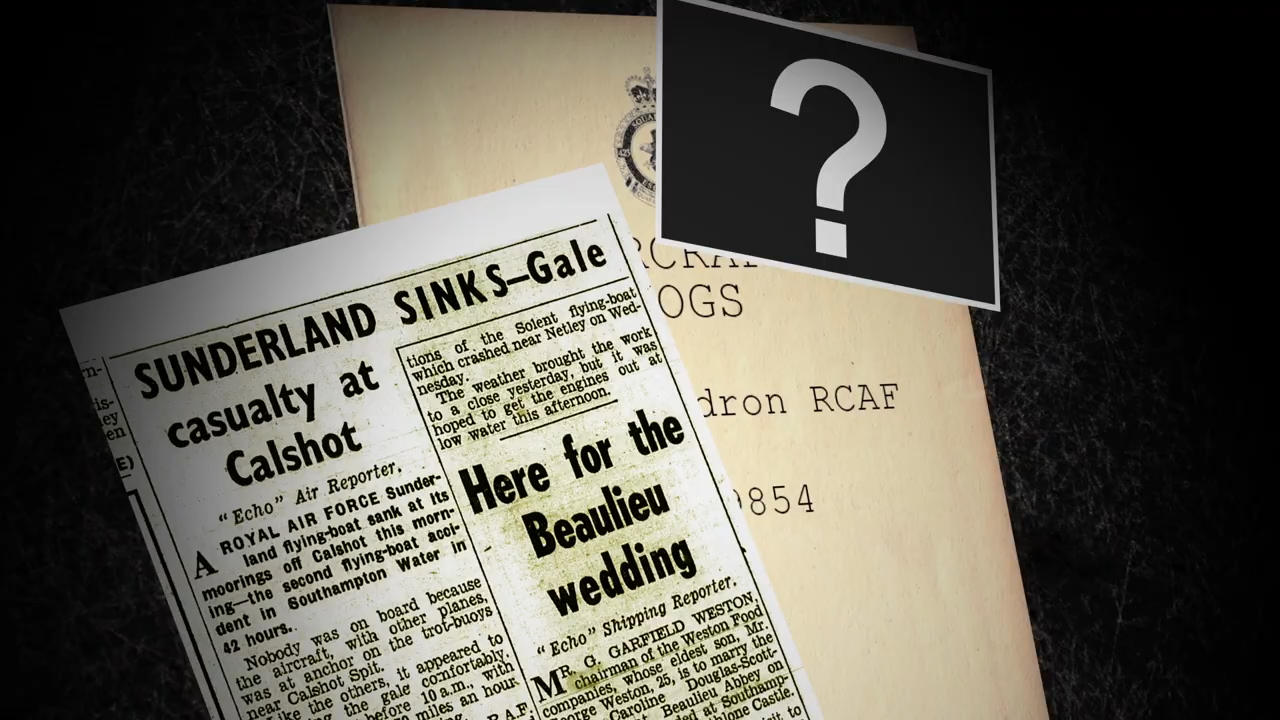 SUNDERLAND SINKS—Gale
casualty at
Calshot
"Echo" Air Reporter.
A ROYAL AIR FORCE Sunder-
land flying-boat sank at its
moorings off Calshot this morn-
ing—the second flying-boat acci-
dent in Southampton Water in
42 hours.
Nobody was on board because
the aircraft, with other planes,
was at anchor on the trot-buoys
near Calshot Spit.
Like the others, it appeared to
the gale comfortably
before 10 a.m., with
miles an hour
R.A.F.
tions of the Solent flying-boat
which crashed near Netley on Wed-
nesday.
The weather brought the work
to a close yesterday, but it was
hoped to get the engines out at
low water this afternoon.
Here for the
Beaulieu
wedding
"Echo" Shipping Reporter.
MR. G. GARFIELD WESTON,
chairman of the Weston Food
companies, whose eldest son, Mr.
George Weston, 25, is to marry the
Caroline Douglas-Scott-
Beaulieu Abbey on
at Southamp-
?
OGS
dron RCAF
9854